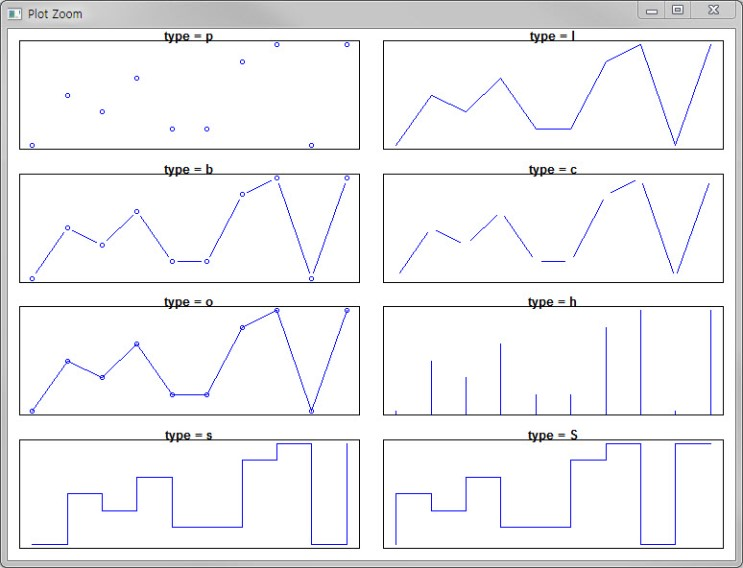 Plot Zoom
type = p
type = l
type = b
type = c
type = o
type = h
type = s
type = S